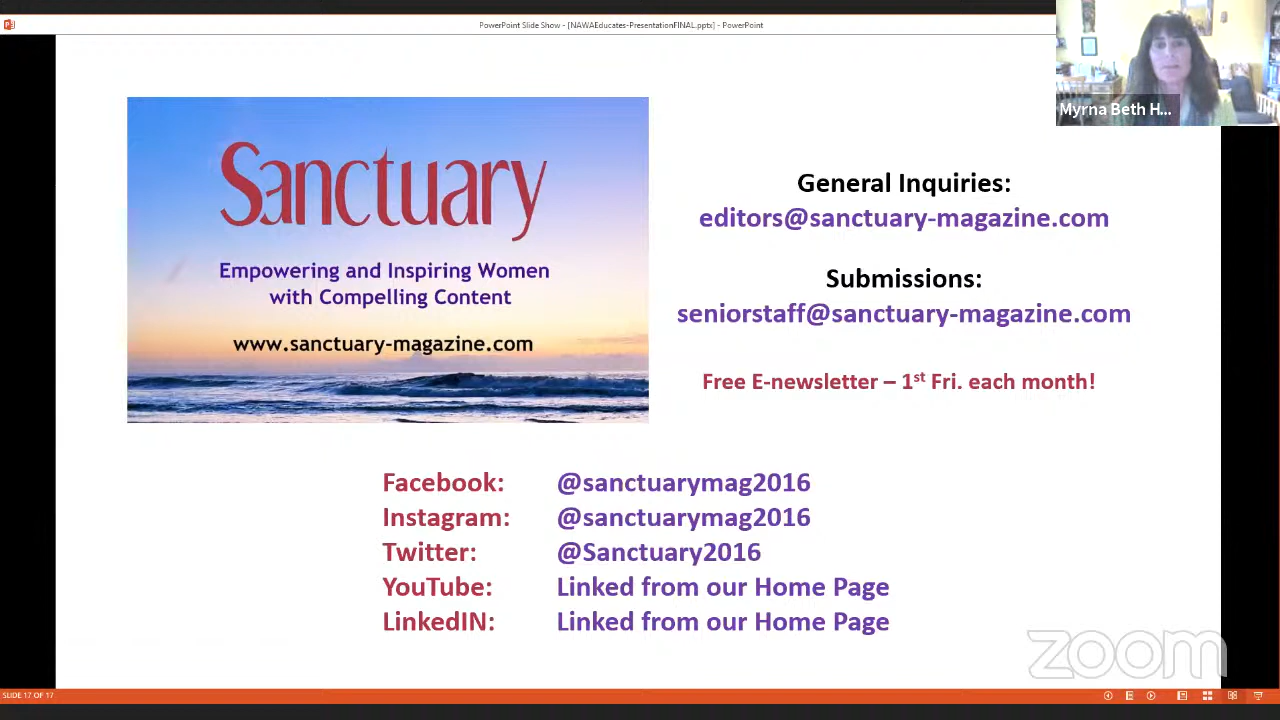 PowerPoint Slide Show - [NAWAEducates-PresentationFINAL.pptx] - PowerPoint
Myrna Beth H...
Sanctuary
Empowering and Inspiring Women
with Compelling Content
www.sanctuary-magazine.com
General Inquiries:
editors@sanctuary-magazine.com
Submissions:
seniorstaff@sanctuary-magazine.com
Free E-newsletter – 1st Fri. each month!
Facebook: @sanctuarymag2016
Instagram: @sanctuarymag2016
Twitter: @Sanctuary2016
YouTube: Linked from our Home Page
LinkedIN: Linked from our Home Page
zoom
SLIDE 17 OF 17